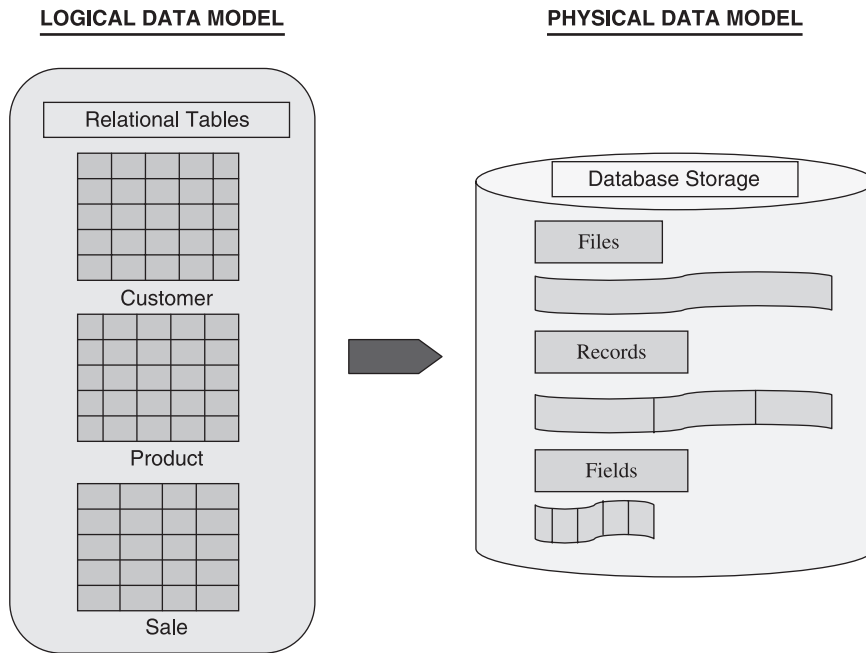 LOGICAL DATA MODEL
Relational Tables
Customer
Product
Sale
PHYSICAL DATA MODEL
Database Storage
Files
Records
Fields